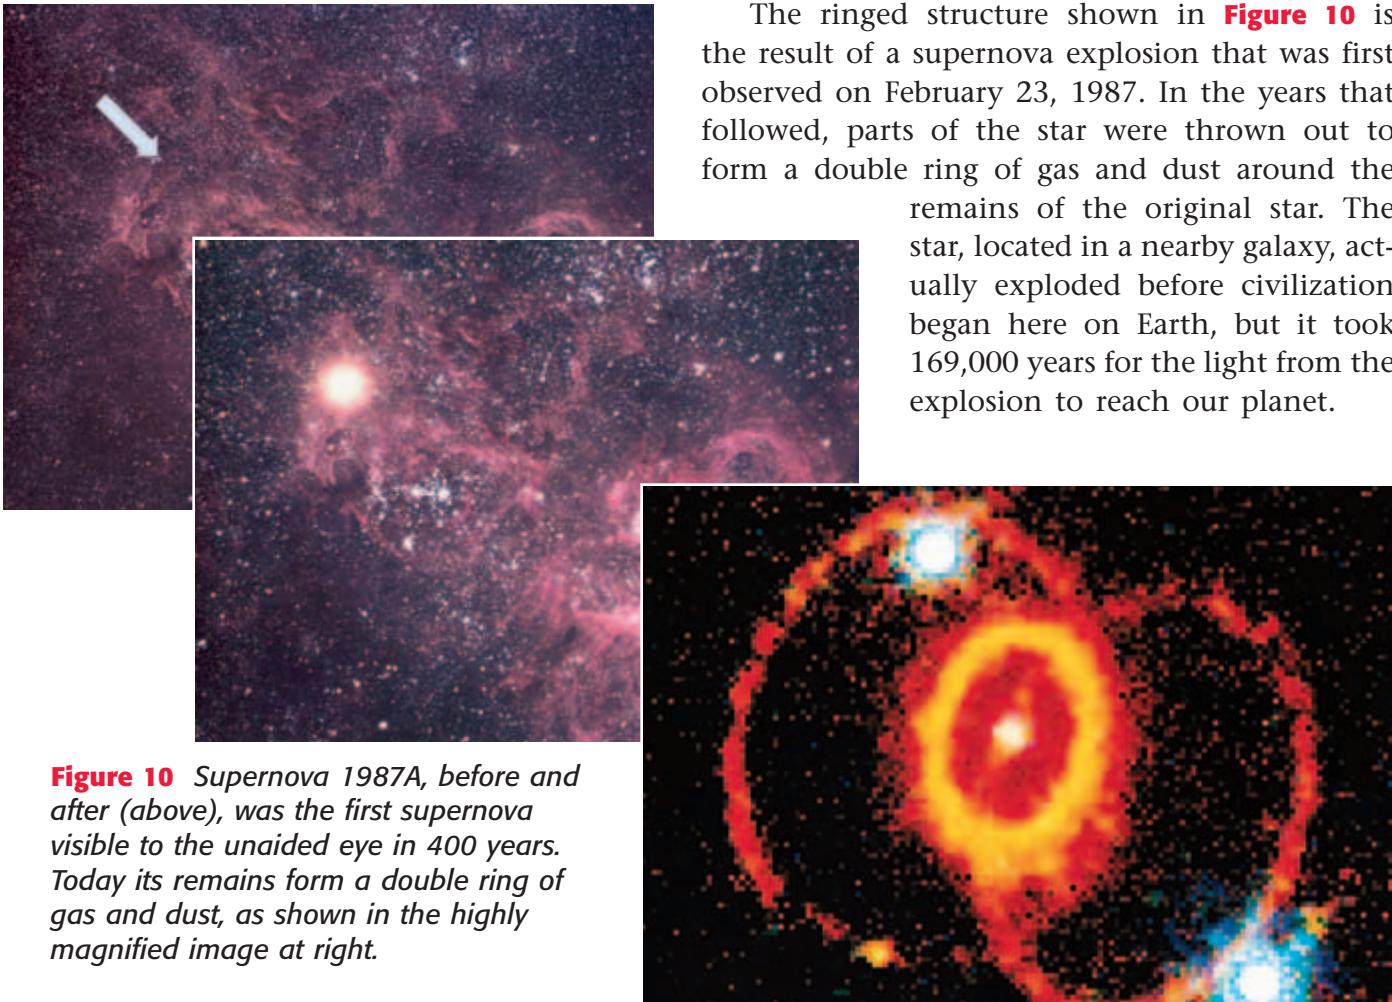 The ringed structure shown in Figure 10 is
the result of a supernova explosion that was first
observed on February 23, 1987. In the years that
followed, parts of the star were thrown out to
form a double ring of gas and dust around the
remains of the original star. The
star, located in a nearby galaxy, act-
ually exploded before civilization
began here on Earth, but it took
169,000 years for the light from the
explosion to reach our planet.
Figure 10 Supernova 1987A, before and
after (above), was the first supernova
visible to the unaided eye in 400 years.
Today its remains form a double ring of
gas and dust, as shown in the highly
magnified image at right.